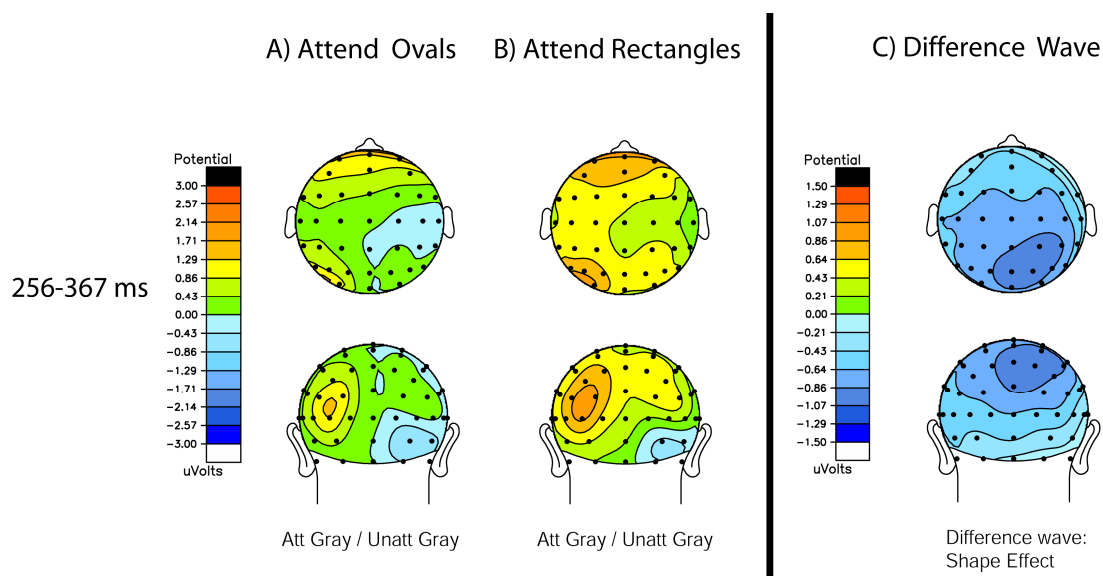 A) Attend Ovals
B) Attend Rectangles
C) Difference Wave
256-367 ms
Potential
3.00
2.57
2.14
1.71
1.29
0.86
0.43
0.00
-0.43
-0.86
-1.29
-1.71
-2.14
-2.57
-3.00
uVolts
Potential
1.50
1.29
1.07
0.86
0.64
0.43
0.21
0.00
-0.21
-0.43
-0.64
-0.86
-1.07
-1.29
-1.50
uVolts
Att Gray / Unatt Gray
Att Gray / Unatt Gray
Difference wave:
Shape Effect